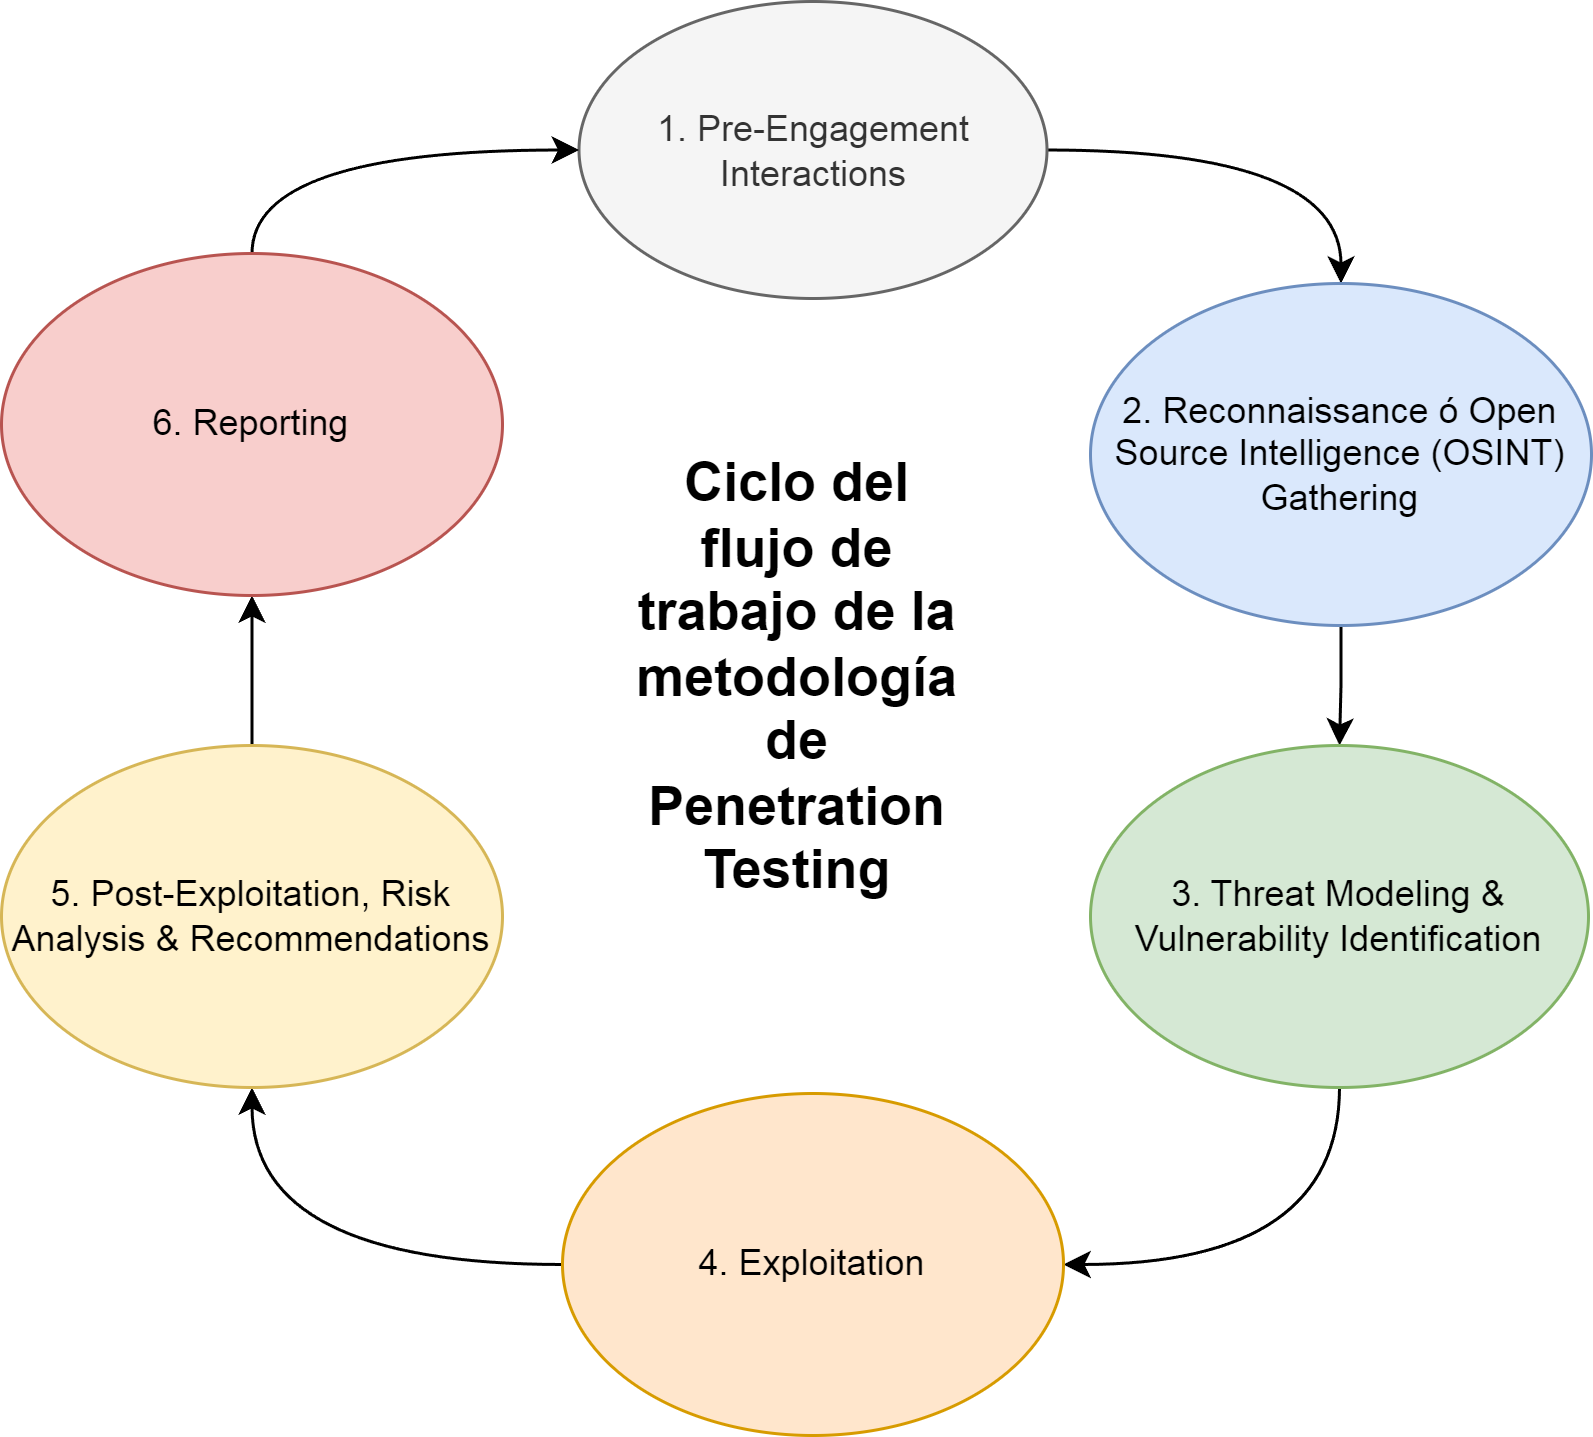 1. Pre-Engagement
Interactions
2. Reconnaissance ó Open
Source Intelligence (OSINT)
Gathering
3. Threat Modeling &
Vulnerability Identification
4. Exploitation
5. Post-Exploitation, Risk
Analysis & Recommendations
6. Reporting
Ciclo del
flujo de
trabajo de la
metodología
de
Penetration
Testing